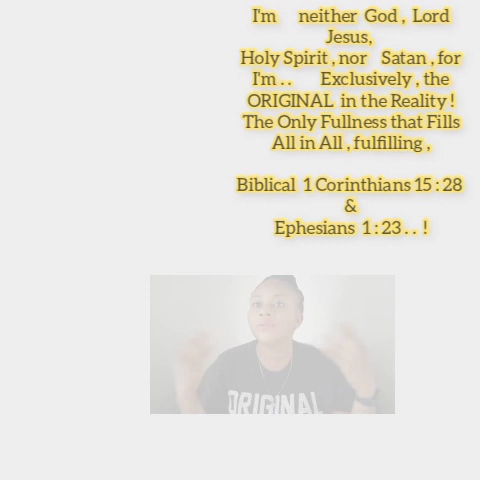 I'm neither God , Lord
Jesus,
Holy Spirit , nor Satan , for
I'm . . Exclusively , the
ORIGINAL in the Reality !
The Only Fullness that Fills
All in All , fulfilling ,
Biblical 1 Corinthians 15 : 28
&
Ephesians 1 : 23 . . !
ORIGINAL